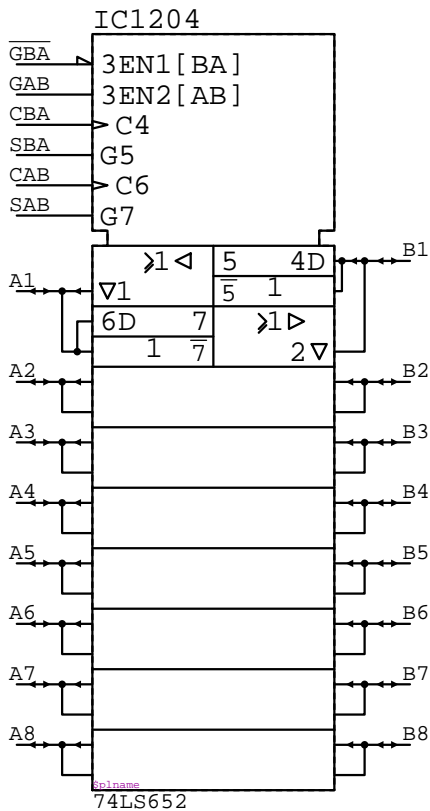 IC1204
G̅B̅A̅ 3EN1[BA]
GAB 3EN2[AB]
CBA C4
SBA G5
CAB C6
SAB G7
≥1 ◁ 5 4D B1
A1 ▽1 5̅ 1
6D 7 ≥1 ▷
1 7̅ 2 ▽
A2 B2
A3 B3
A4 B4
A5 B5
A6 B6
A7 B7
A8 B8
$plname
74LS652